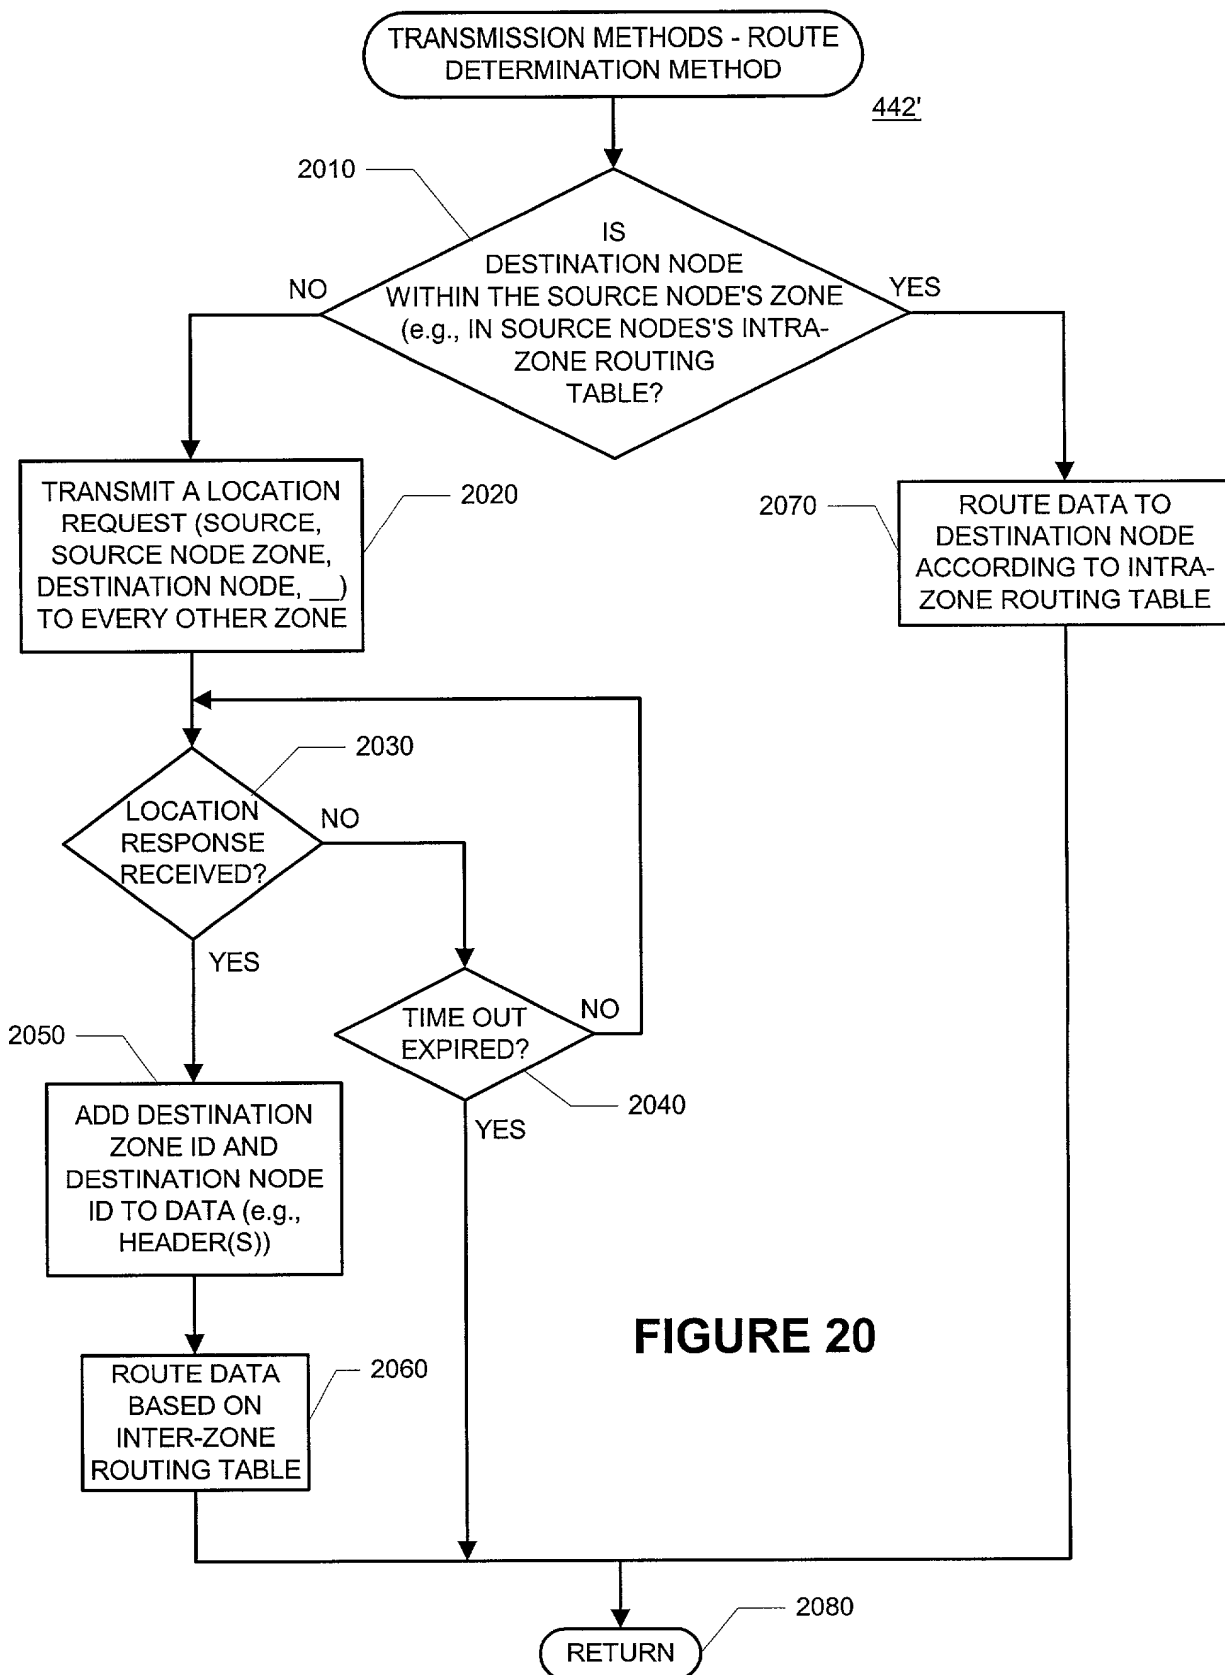 TRANSMISSION METHODS - ROUTE
DETERMINATION METHOD
442'
2010
IS
DESTINATION NODE
WITHIN THE SOURCE NODE'S ZONE
(e.g., IN SOURCE NODES'S INTRA-
ZONE ROUTING
TABLE?
NO
YES
TRANSMIT A LOCATION
REQUEST (SOURCE,
SOURCE NODE ZONE,
DESTINATION NODE, __)
TO EVERY OTHER ZONE
2020
2070
ROUTE DATA TO
DESTINATION NODE
ACCORDING TO INTRA-
ZONE ROUTING TABLE
2030
LOCATION
RESPONSE
RECEIVED?
NO
YES
TIME OUT
EXPIRED?
NO
2040
YES
2050
ADD DESTINATION
ZONE ID AND
DESTINATION NODE
ID TO DATA (e.g.,
HEADER(S))
FIGURE 20
ROUTE DATA
BASED ON
INTER-ZONE
ROUTING TABLE
2060
2080
RETURN